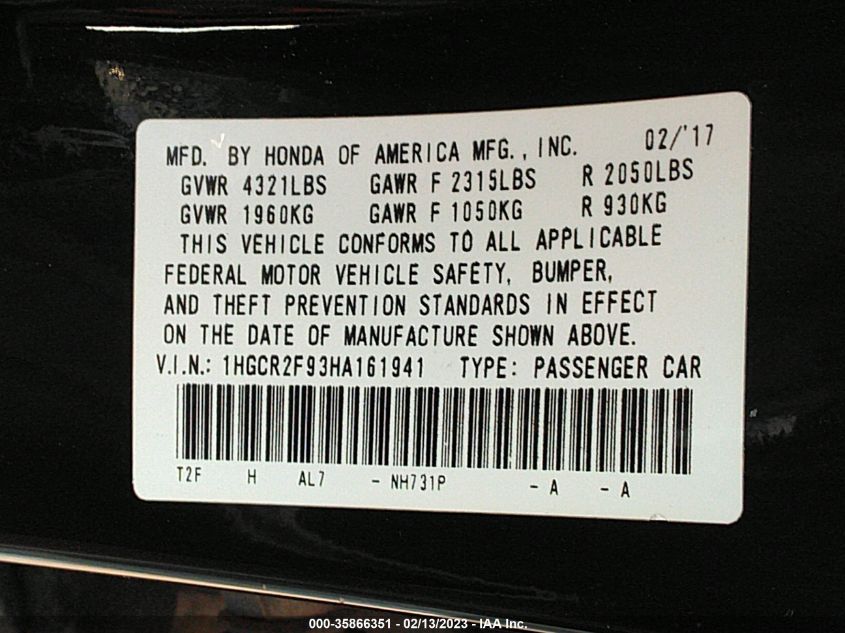 MFD. BY HONDA OF AMERICA MFG., INC. 02/'17
GVWR 4321LBS GAWR F 2315LBS R 2050LBS
GVWR 1960KG GAWR F 1050KG R 930KG
THIS VEHICLE CONFORMS TO ALL APPLICABLE
FEDERAL MOTOR VEHICLE SAFETY, BUMPER,
AND THEFT PREVENTION STANDARDS IN EFFECT
ON THE DATE OF MANUFACTURE SHOWN ABOVE.
V.I.N.: 1HGCR2F93HA161941 TYPE: PASSENGER CAR
T2F H AL7 - NH731P - A - A
000-35866351 - 02/13/2023 - IAA Inc.